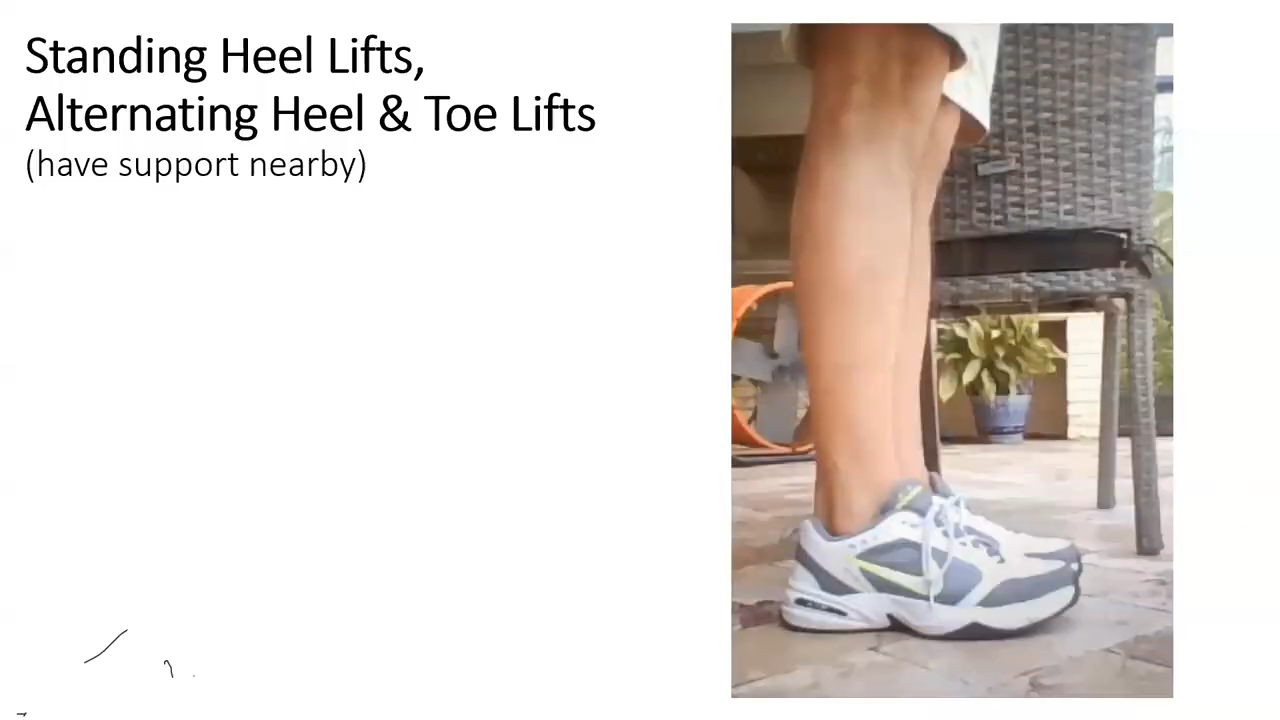 Standing Heel Lifts,
Alternating Heel & Toe Lifts
(have support nearby)